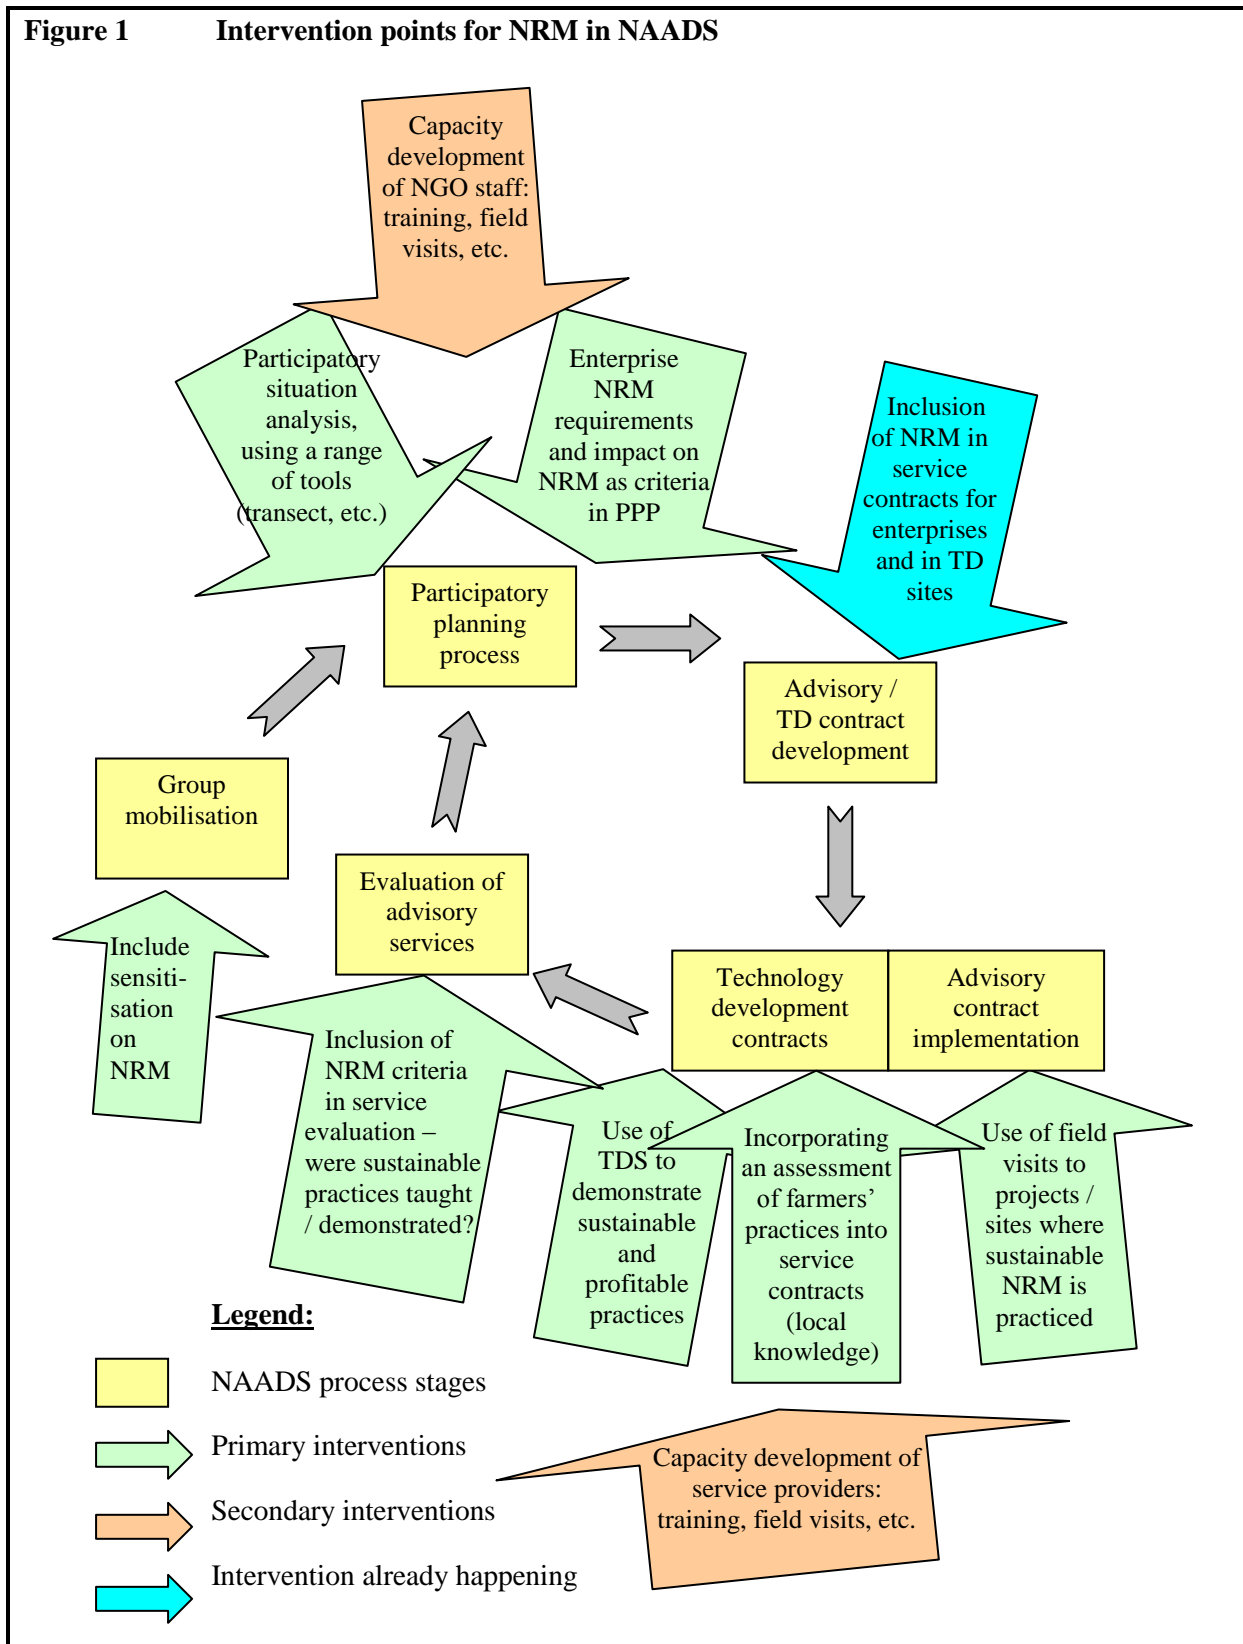 Figure 1 Intervention points for NRM in NAADS
Capacity
development
of NGO staff:
training, field
visits, etc.
Participatory
situation
analysis,
using a range
of tools
(transect, etc.)
Enterprise
NRM
requirements
and impact on
NRM as criteria
in PPP
Inclusion
of NRM in
service
contracts for
enterprises
and in TD
sites
Participatory
planning
process
Advisory /
TD contract
development
Group
mobilisation
Evaluation of
advisory
services
Technology
development
contracts
Advisory
contract
implementation
Include
sensiti-
sation
on
NRM
Inclusion of
NRM criteria
in service
evaluation –
were sustainable
practices taught
/ demonstrated?
Use of
TDS to
demonstrate
sustainable
and
profitable
practices
Incorporating
an assessment
of farmers’
practices into
service
contracts
(local
knowledge)
Use of field
visits to
projects /
sites where
sustainable
NRM is
practiced
Capacity development of
service providers:
training, field visits, etc.
Legend:
NAADS process stages
Primary interventions
Secondary interventions
Intervention already happening